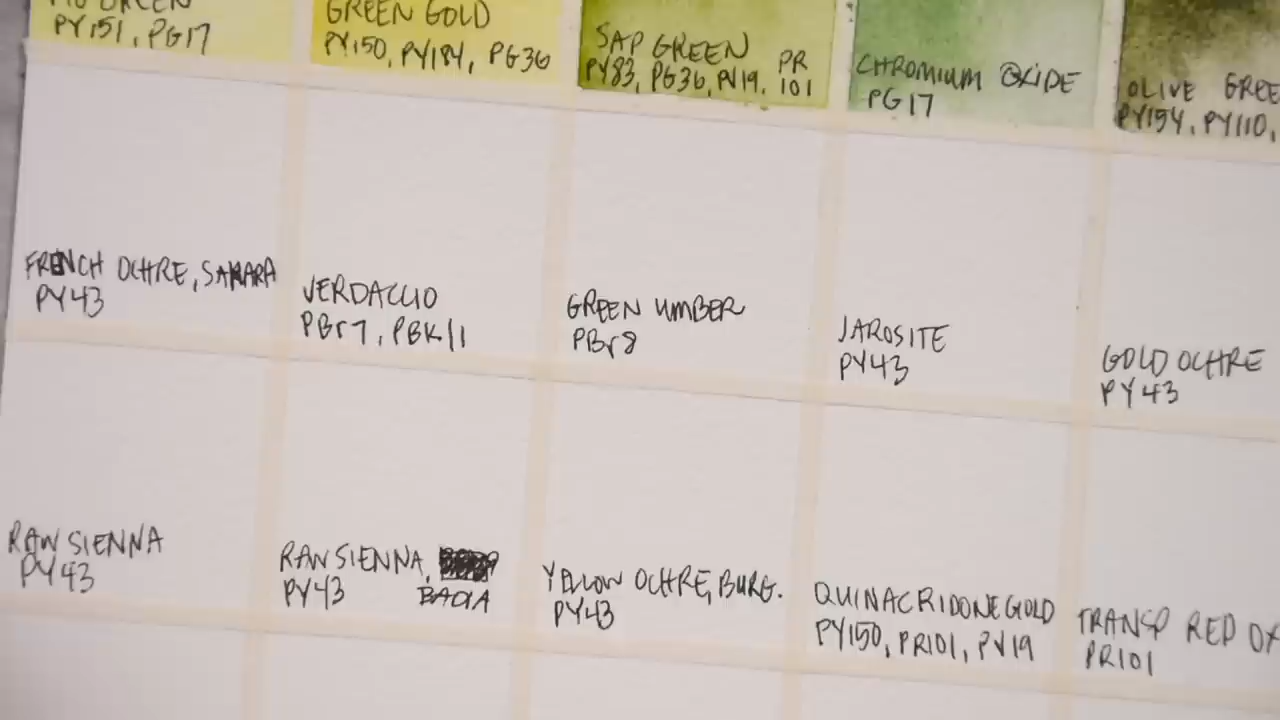 GREEN
PY151, PG17
GREEN GOLD
PY150, PY184, PG36
SAP GREEN PR
PY83, PG36, PV19, 101
CHROMIUM OXIDE
PG17
OLIVE GREE
PY154, PY110,
FRENCH OCHRE, SAHARA
PY43
VERDACCIO
PBr7, PBK11
GREEN UMBER
PBr8
JAROSITE
PY43
GOLD OCHRE
PY43
RAW SIENNA
PY43
RAW SIENNA,
PY43 BADIA
YELLOW OCHRE, BURG.
PY43
QUINACRIDONE GOLD
PY150, PR101, PV19
TRANSP RED OX
PR101